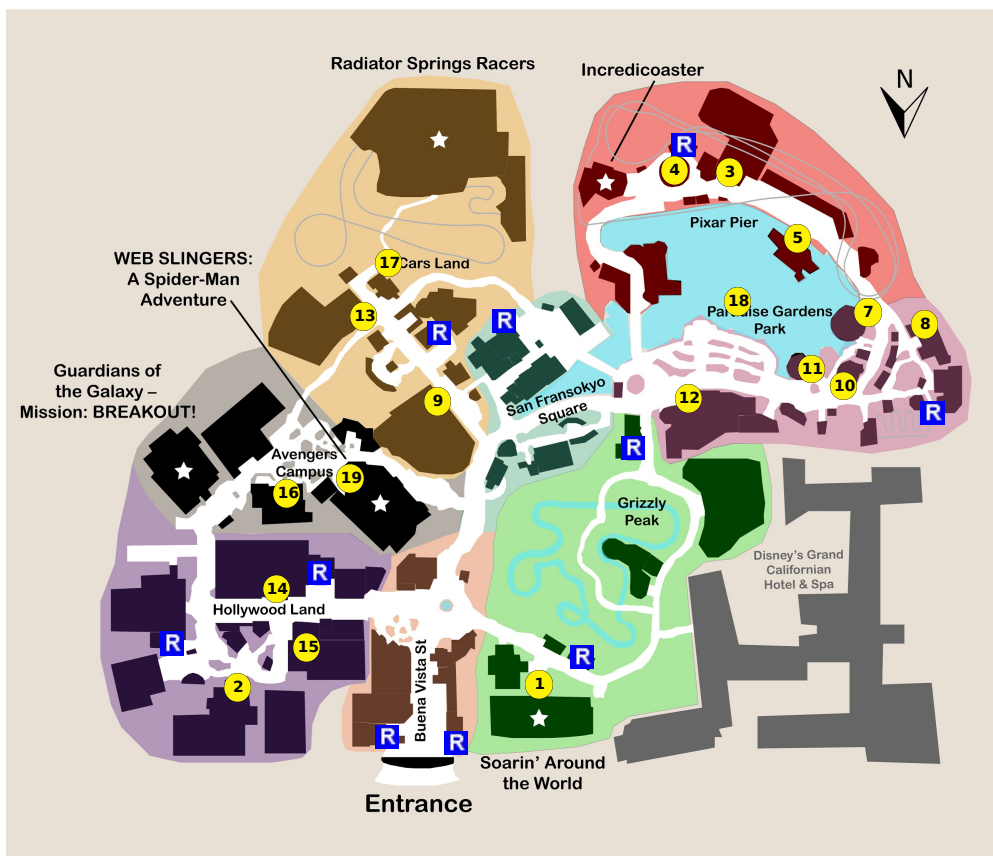 Radiator Springs Racers
Incredicoaster
N
R
4
3
Pixar Pier
5
WEB SLINGERS:
A Spider-Man
Adventure
17
Cars Land
18
Paradise Gardens
Park
13
R
R
7
8
Guardians of
the Galaxy –
Mission: BREAKOUT!
11
10
9
12
R
San Fransokyo
Square
R
Avengers
Campus
19
16
Grizzly
Peak
Disney's Grand
Californian
Hotel & Spa
R
14
Hollywood Land
R
15
2
Buena Vista St
R
1
R
R
Soarin' Around
the World
Entrance